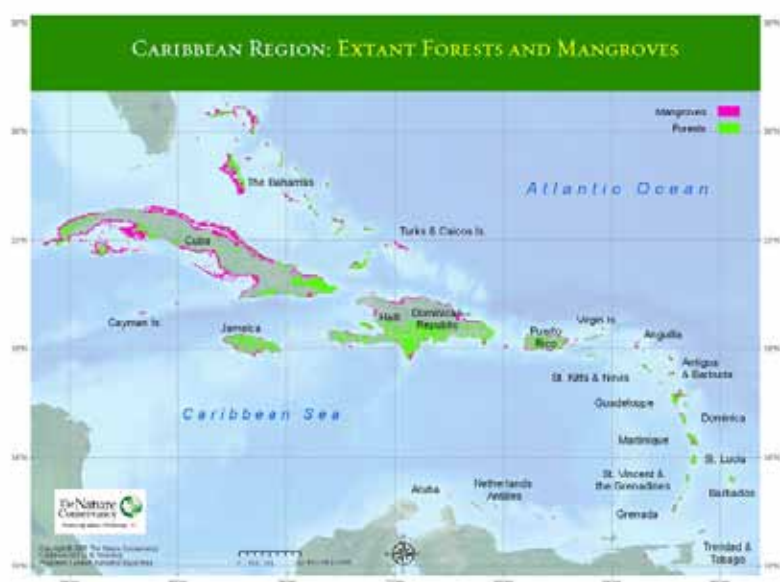 CARIBBEAN REGION: EXTANT FORESTS AND MANGROVES
Mangroves
Forests
The Bahamas
Atlantic Ocean
Cuba
Turks & Caicos Is.
Cayman Is.
Jamaica
Haiti
Dominican
Republic
Puerto
Rico
Virgin Is.
Anguilla
Antigua
& Barbuda
St. Kitts & Nevis
Guadeloupe
Dominica
Caribbean Sea
Martinique
St. Lucia
St. Vincent &
the Grenadines
Barbados
Aruba
Netherlands
Antilles
Grenada
Trinidad &
Tobago
The Nature
Conservancy